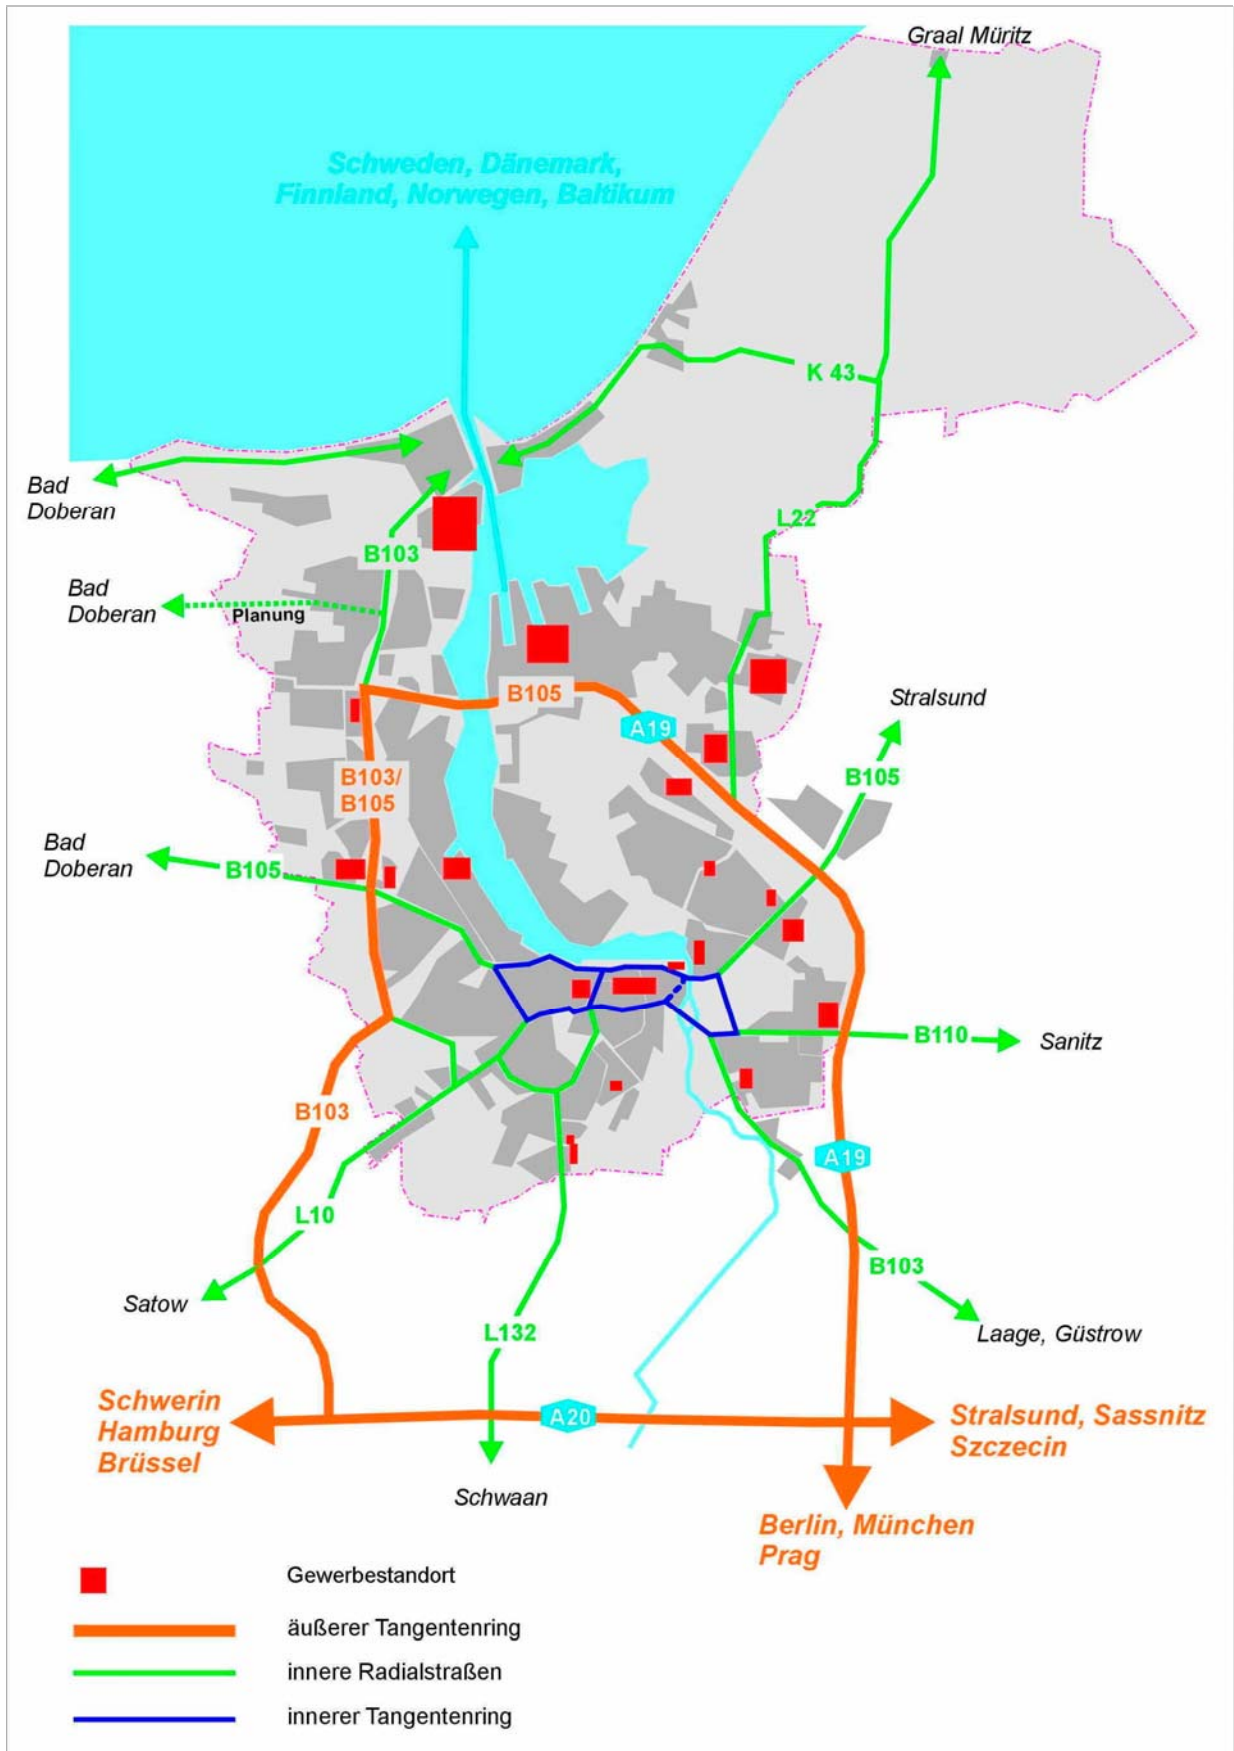 Graal Müritz
Schweden, Dänemark,
Finnland, Norwegen, Baltikum
K 43
Bad
Doberan
L22
B103
Bad
Doberan
Planung
B105
Stralsund
A19
B103/
B105
B105
Bad
Doberan
B105
B110
Sanitz
B103
A19
L10
B103
Satow
L132
Laage, Güstrow
Schwerin
Hamburg
Brüssel
A20
Stralsund, Sassnitz
Szczecin
Schwaan
Berlin, München
Prag
Gewerbestandort
äußerer Tangentenring
innere Radialstraßen
innerer Tangentenring